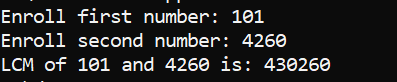 Enroll first number: 101
Enroll second number: 4260
LCM of 101 and 4260 is: 430260